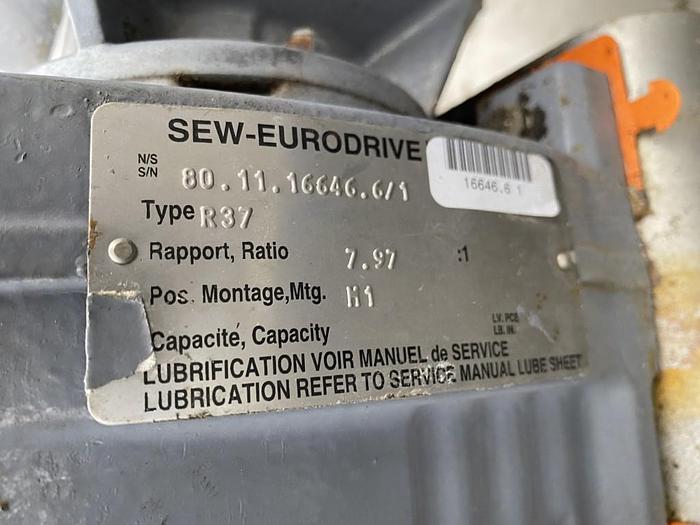 SEW-EURODRIVE
N/S
S/N 80.11.16646.6/1
16646.6 1
Type R37
Rapport, Ratio 7.97 :1
Pos. Montage,Mtg. M1
Capacité, Capacity LV. PCE
LB. IN.
LUBRIFICATION VOIR MANUEL de SERVICE
LUBRICATION REFER TO SERVICE MANUAL LUBE SHEET